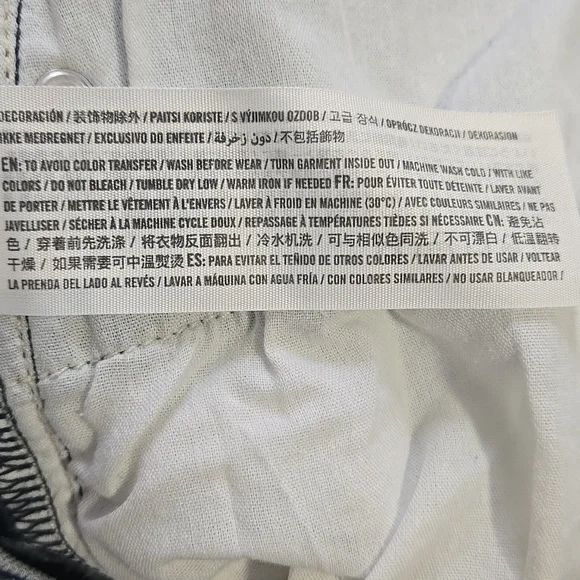 DECORACIÓN / 装饰物除外 / PAITSI KORISTE / S VÝJIMKOU OZDOB / 고급 장식 / OPRÓCZ DEKORACJI / DEKORASION
IKKE MEDREGNET / EXCLUSIVO DO ENFEITE / دون زخرفة / 不包括飾物
EN: TO AVOID COLOR TRANSFER / WASH BEFORE WEAR / TURN GARMENT INSIDE OUT / MACHINE WASH COLD / WITH LIKE
COLORS / DO NOT BLEACH / TUMBLE DRY LOW / WARM IRON IF NEEDED FR: POUR ÉVITER TOUTE DÉTEINTE / LAVER AVANT
DE PORTER / METTRE LE VÊTEMENT À L'ENVERS / LAVER À FROID EN MACHINE (30°C) / AVEC COULEURS SIMILAIRES / NE PAS
JAVELLISER / SÉCHER À LA MACHINE CYCLE DOUX / REPASSAGE À TEMPÉRATURES TIÈDES SI NÉCESSAIRE CN: 避免沾
色 / 穿着前先洗涤 / 将衣物反面翻出 / 冷水机洗 / 可与相似色同洗 / 不可漂白 / 低温翻转
干燥 / 如果需要可中温熨烫 ES: PARA EVITAR EL TEÑIDO DE OTROS COLORES / LAVAR ANTES DE USAR / VOLTEAR
LA PRENDA DEL LADO AL REVÉS / LAVAR A MÁQUINA CON AGUA FRÍA / CON COLORES SIMILARES / NO USAR BLANQUEADOR /